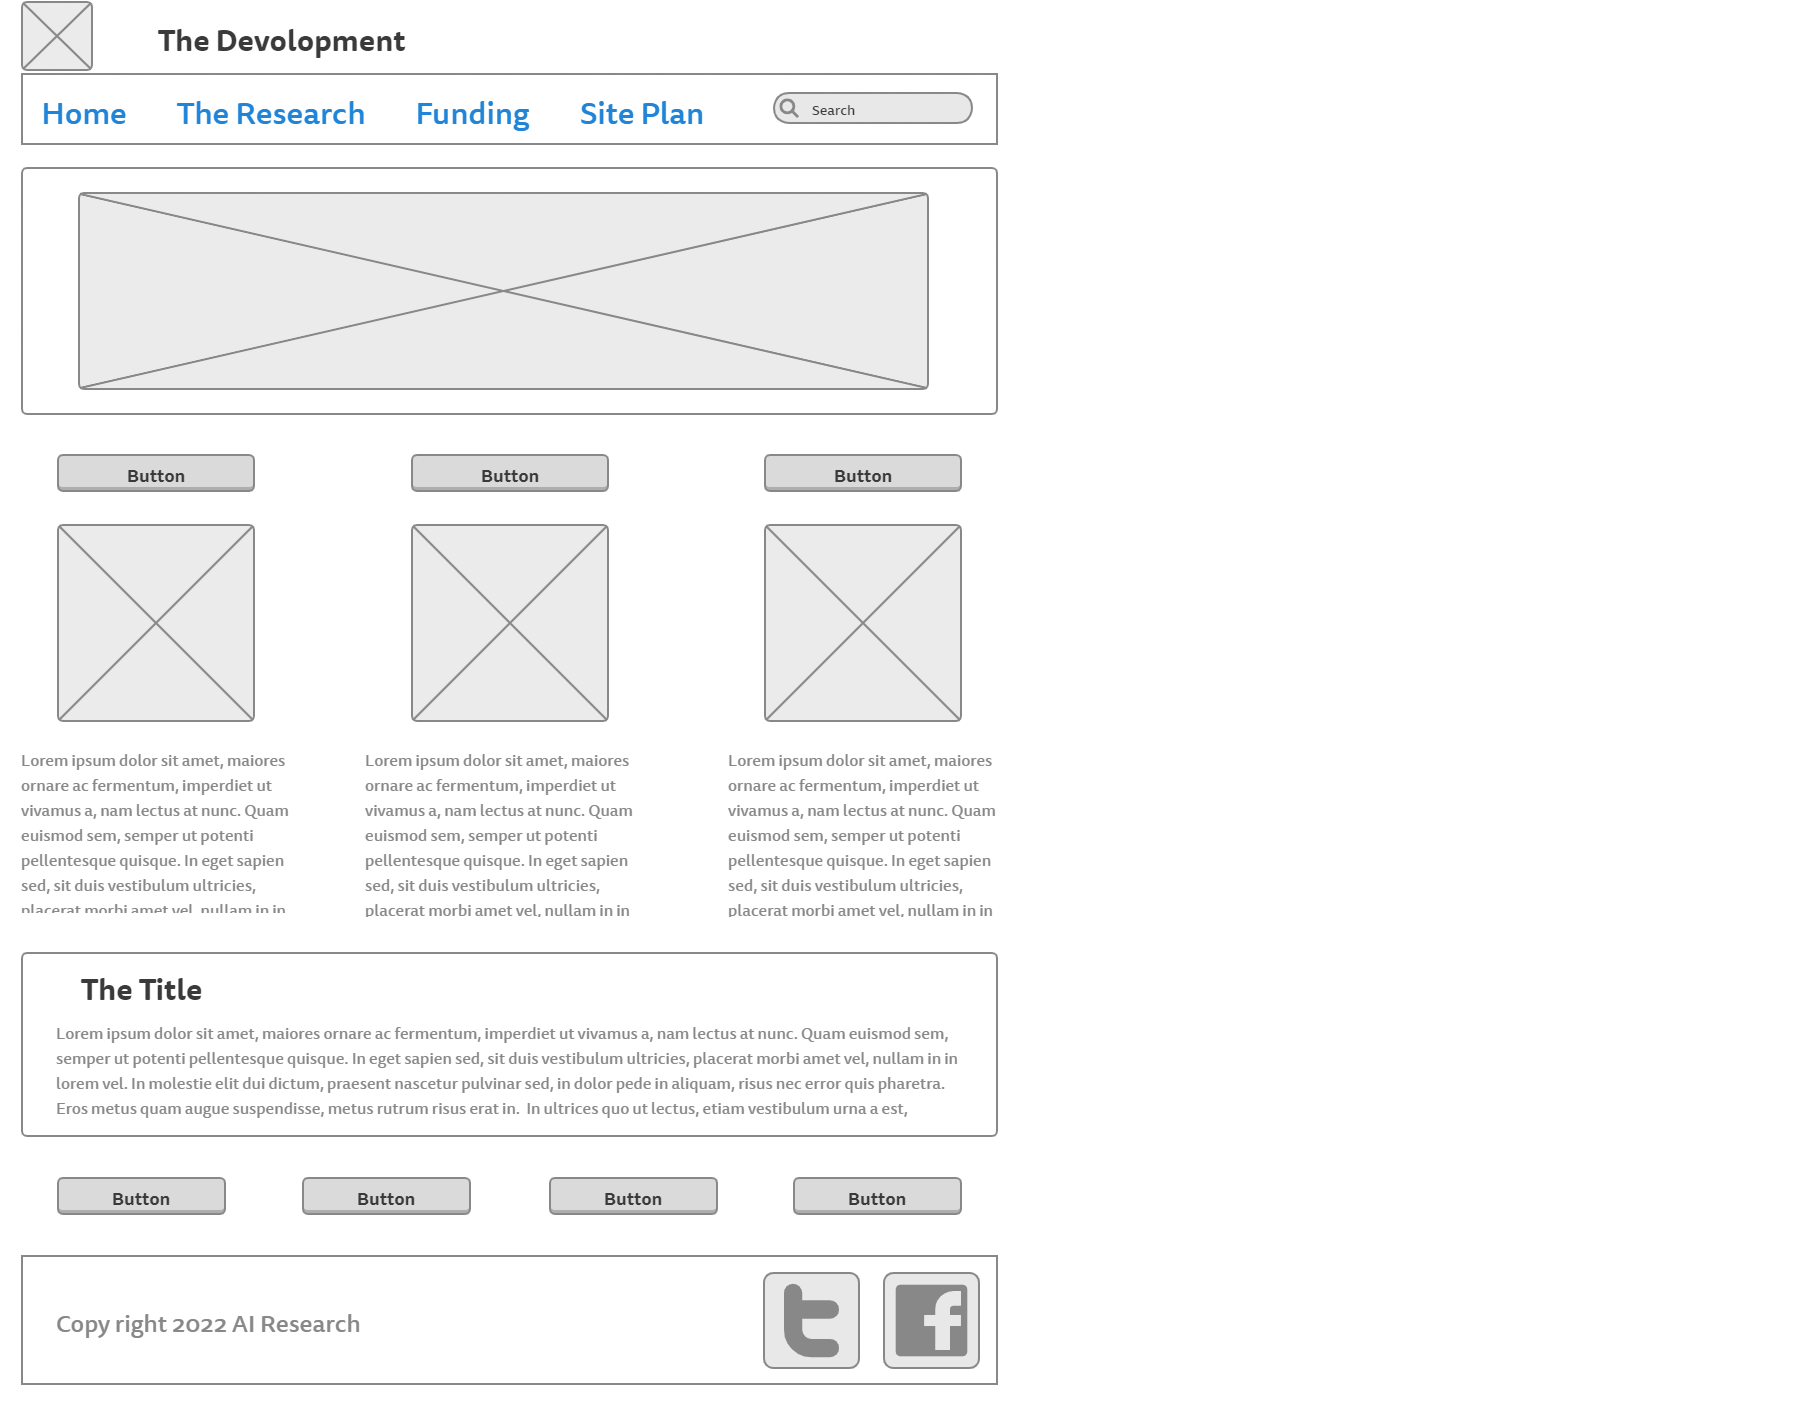 The Devolopment
Home The Research Funding Site Plan Search
Button Button Button
Lorem ipsum dolor sit amet, maiores
ornare ac fermentum, imperdiet ut
vivamus a, nam lectus at nunc. Quam
euismod sem, semper ut potenti
pellentesque quisque. In eget sapien
sed, sit duis vestibulum ultricies,
placerat morbi amet vel, nullam in in
Lorem ipsum dolor sit amet, maiores
ornare ac fermentum, imperdiet ut
vivamus a, nam lectus at nunc. Quam
euismod sem, semper ut potenti
pellentesque quisque. In eget sapien
sed, sit duis vestibulum ultricies,
placerat morbi amet vel, nullam in in
Lorem ipsum dolor sit amet, maiores
ornare ac fermentum, imperdiet ut
vivamus a, nam lectus at nunc. Quam
euismod sem, semper ut potenti
pellentesque quisque. In eget sapien
sed, sit duis vestibulum ultricies,
placerat morbi amet vel, nullam in in
The Title
Lorem ipsum dolor sit amet, maiores ornare ac fermentum, imperdiet ut vivamus a, nam lectus at nunc. Quam euismod sem,
semper ut potenti pellentesque quisque. In eget sapien sed, sit duis vestibulum ultricies, placerat morbi amet vel, nullam in in
lorem vel. In molestie elit dui dictum, praesent nascetur pulvinar sed, in dolor pede in aliquam, risus nec error quis pharetra.
Eros metus quam augue suspendisse, metus rutrum risus erat in.  In ultrices quo ut lectus, etiam vestibulum urna a est,
Button Button Button Button
Copy right 2022 AI Research